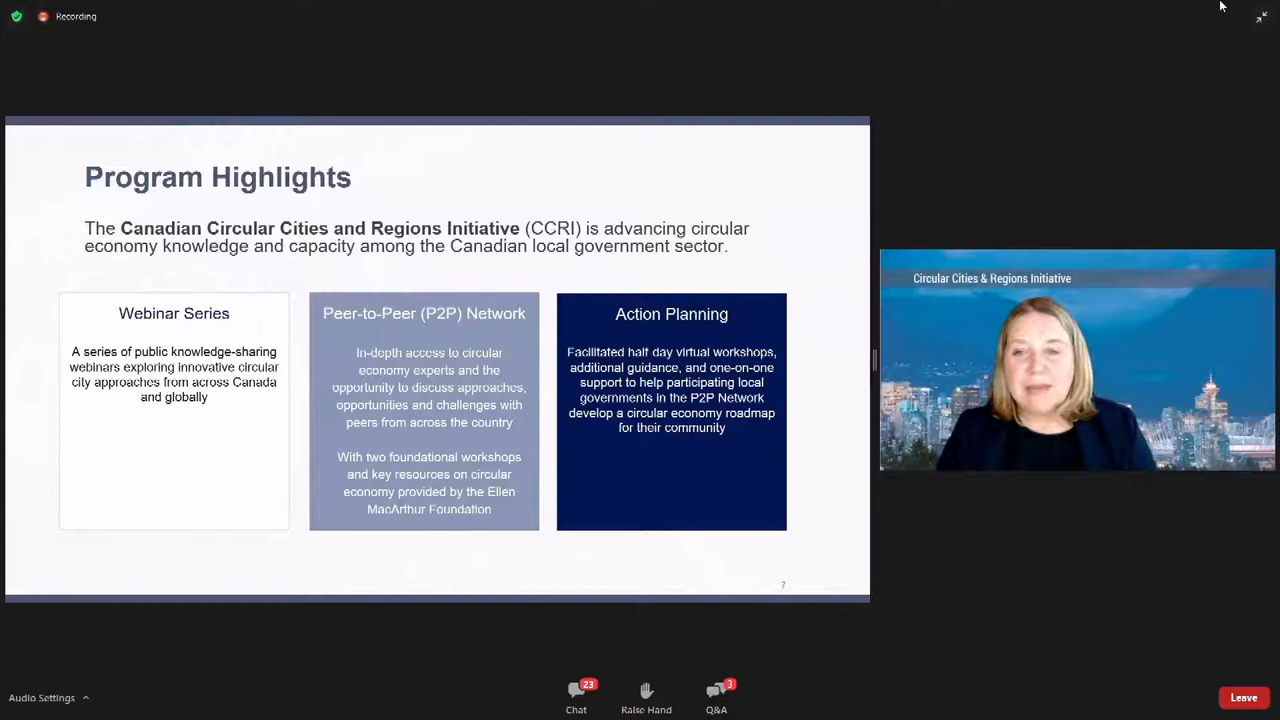 Recording
Program Highlights
The Canadian Circular Cities and Regions Initiative (CCRI) is advancing circular
economy knowledge and capacity among the Canadian local government sector.
Webinar Series
A series of public knowledge-sharing
webinars exploring innovative circular
city approaches from across Canada
and globally
Peer-to-Peer (P2P) Network
In-depth access to circular
economy experts and the
opportunity to discuss approaches,
opportunities and challenges with
peers from across the country
With two foundational workshops
and key resources on circular
economy provided by the Ellen
MacArthur Foundation
Action Planning
Facilitated half day virtual workshops,
additional guidance, and one-on-one
support to help participating local
governments in the P2P Network
develop a circular economy roadmap
for their community
7
Circular Cities & Regions Initiative
Audio Settings
23
Chat
Raise Hand
3
Q&A
Leave